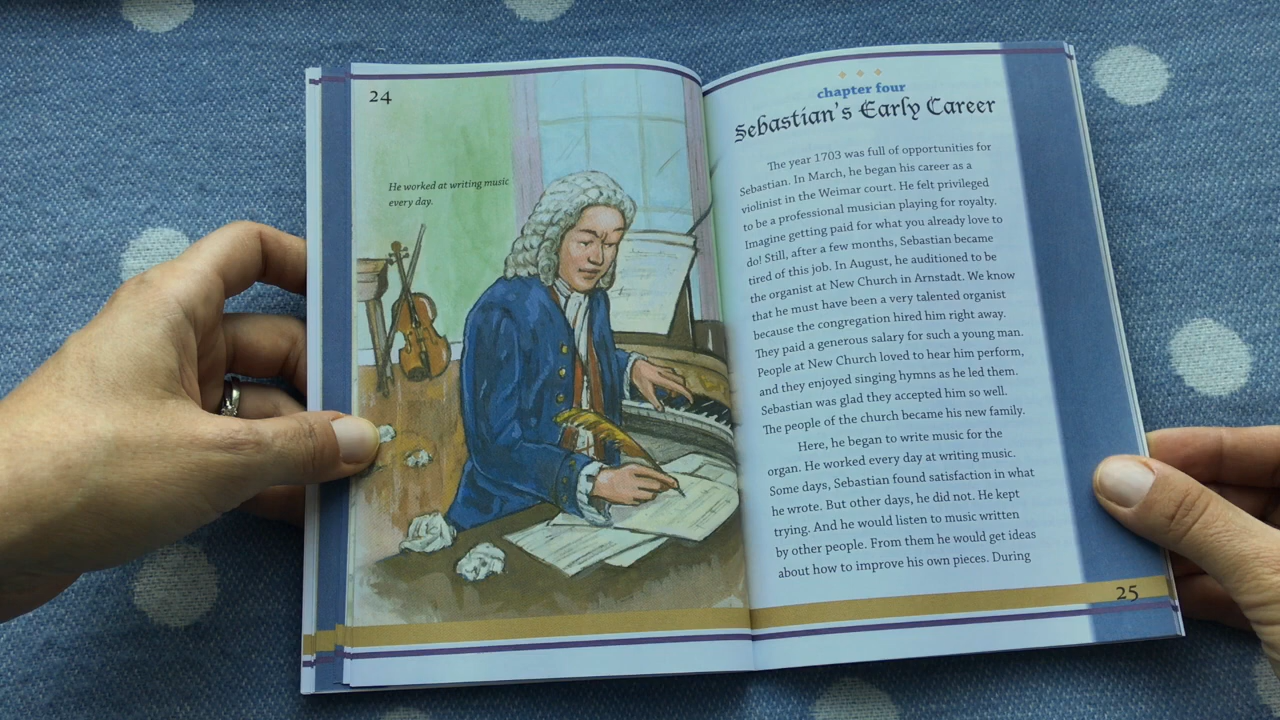 24
He worked at writing music
every day.
chapter four
Sebastian's Early Career
The year 1703 was full of opportunities for
Sebastian. In March, he began his career as a
violinist in the Weimar court. He felt privileged
to be a professional musician playing for royalty.
Imagine getting paid for what you already love to
do! Still, after a few months, Sebastian became
tired of this job. In August, he auditioned to be
the organist at New Church in Arnstadt. We know
that he must have been a very talented organist
because the congregation hired him right away.
They paid a generous salary for such a young man.
People at New Church loved to hear him perform,
and they enjoyed singing hymns as he led them.
Sebastian was glad they accepted him so well.
The people of the church became his new family.
Here, he began to write music for the
organ. He worked every day at writing music.
Some days, Sebastian found satisfaction in what
he wrote. But other days, he did not. He kept
trying. And he would listen to music written
by other people. From them he would get ideas
about how to improve his own pieces. During
25